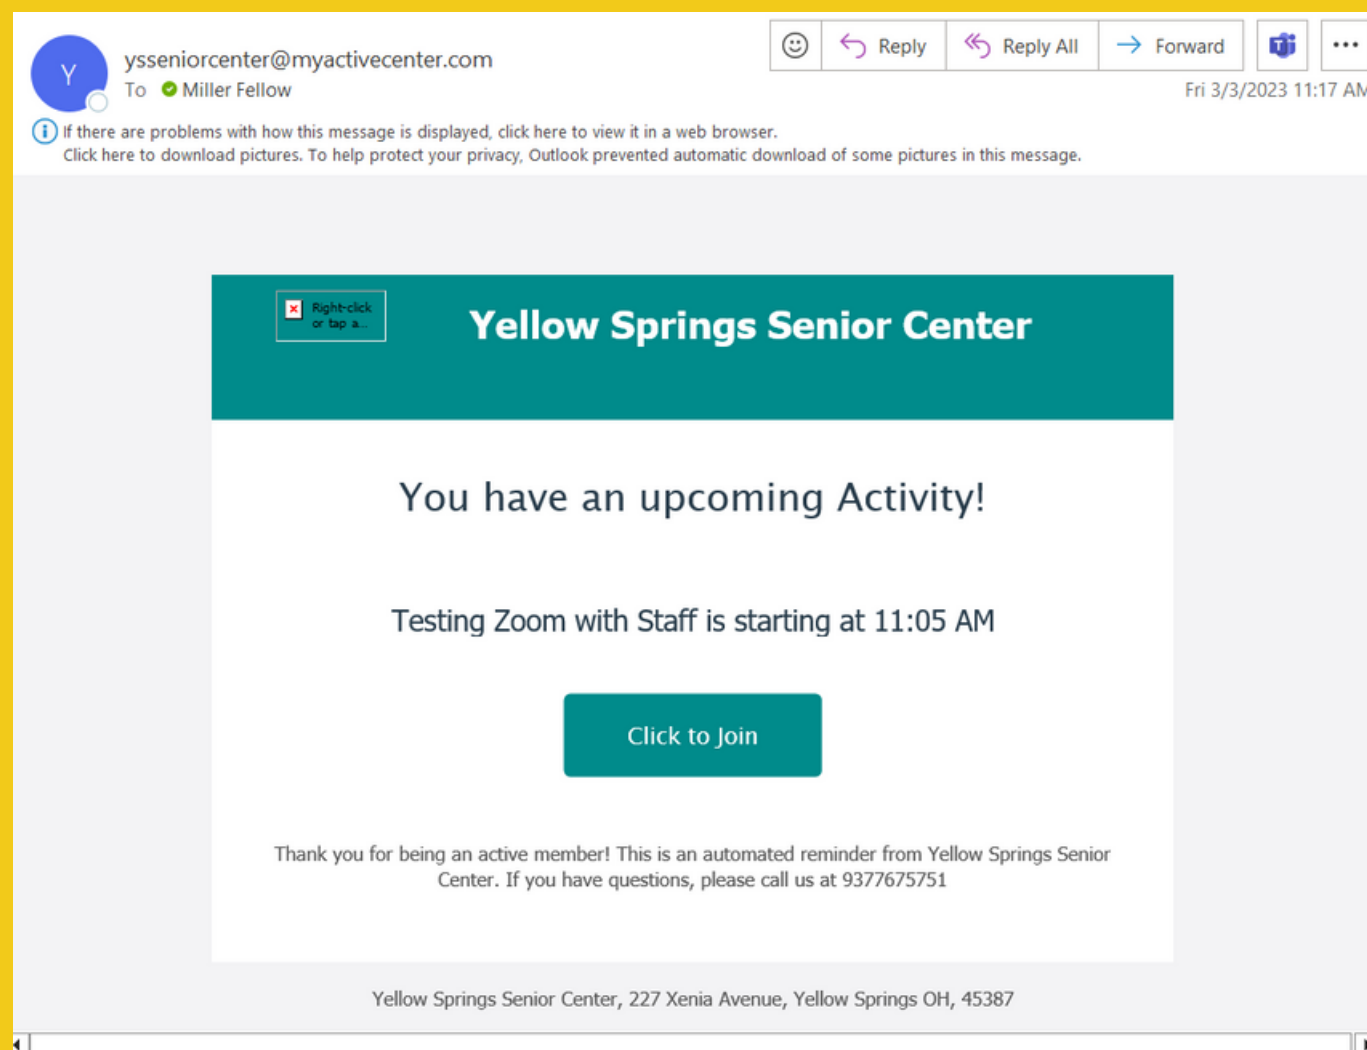 Y
ysseniorcenter@myactivecenter.com
To Miller Fellow
Reply
Reply All
Forward
Fri 3/3/2023 11:17 AM
If there are problems with how this message is displayed, click here to view it in a web browser.
Click here to download pictures. To help protect your privacy, Outlook prevented automatic download of some pictures in this message.
Right-click
or tap a...
Yellow Springs Senior Center
You have an upcoming Activity!
Testing Zoom with Staff is starting at 11:05 AM
Click to Join
Thank you for being an active member! This is an automated reminder from Yellow Springs Senior
Center. If you have questions, please call us at 9377675751
Yellow Springs Senior Center, 227 Xenia Avenue, Yellow Springs OH, 45387